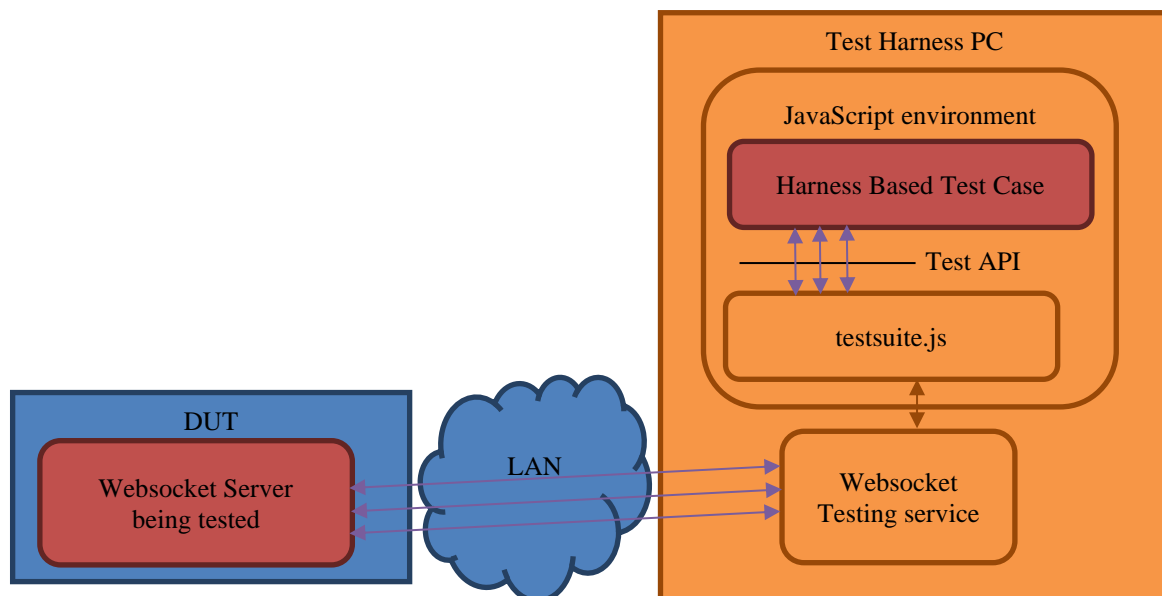 Test Harness PC
JavaScript environment
Harness Based Test Case
Test API
testsuite.js
DUT
Websocket Server
being tested
LAN
Websocket
Testing service